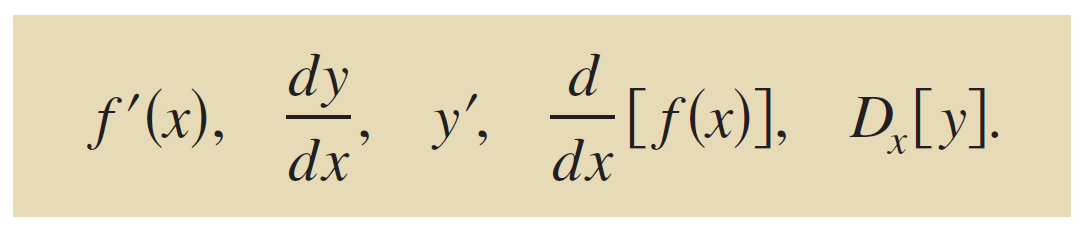 f′(x), dy/dx, y′, d/dx [f(x)], Dₓ[y].